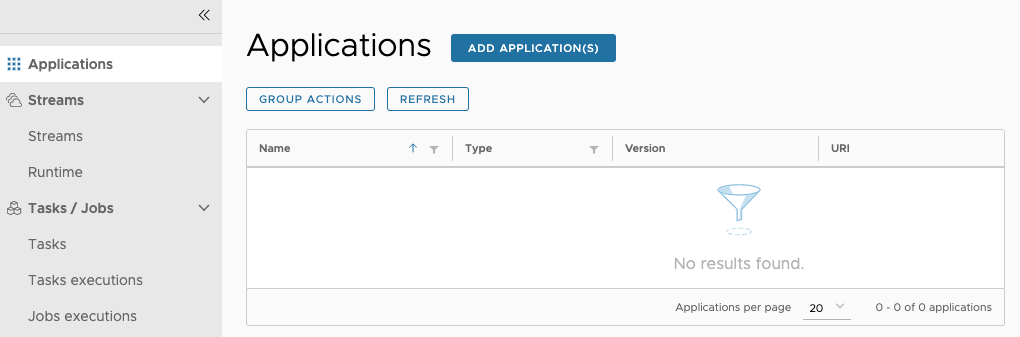 Applications
Streams
Streams
Runtime
Tasks / Jobs
Tasks
Tasks executions
Jobs executions
Applications ADD APPLICATION(S)
GROUP ACTIONS REFRESH
Name Type Version URI
No results found.
Applications per page 20 0 - 0 of 0 applications